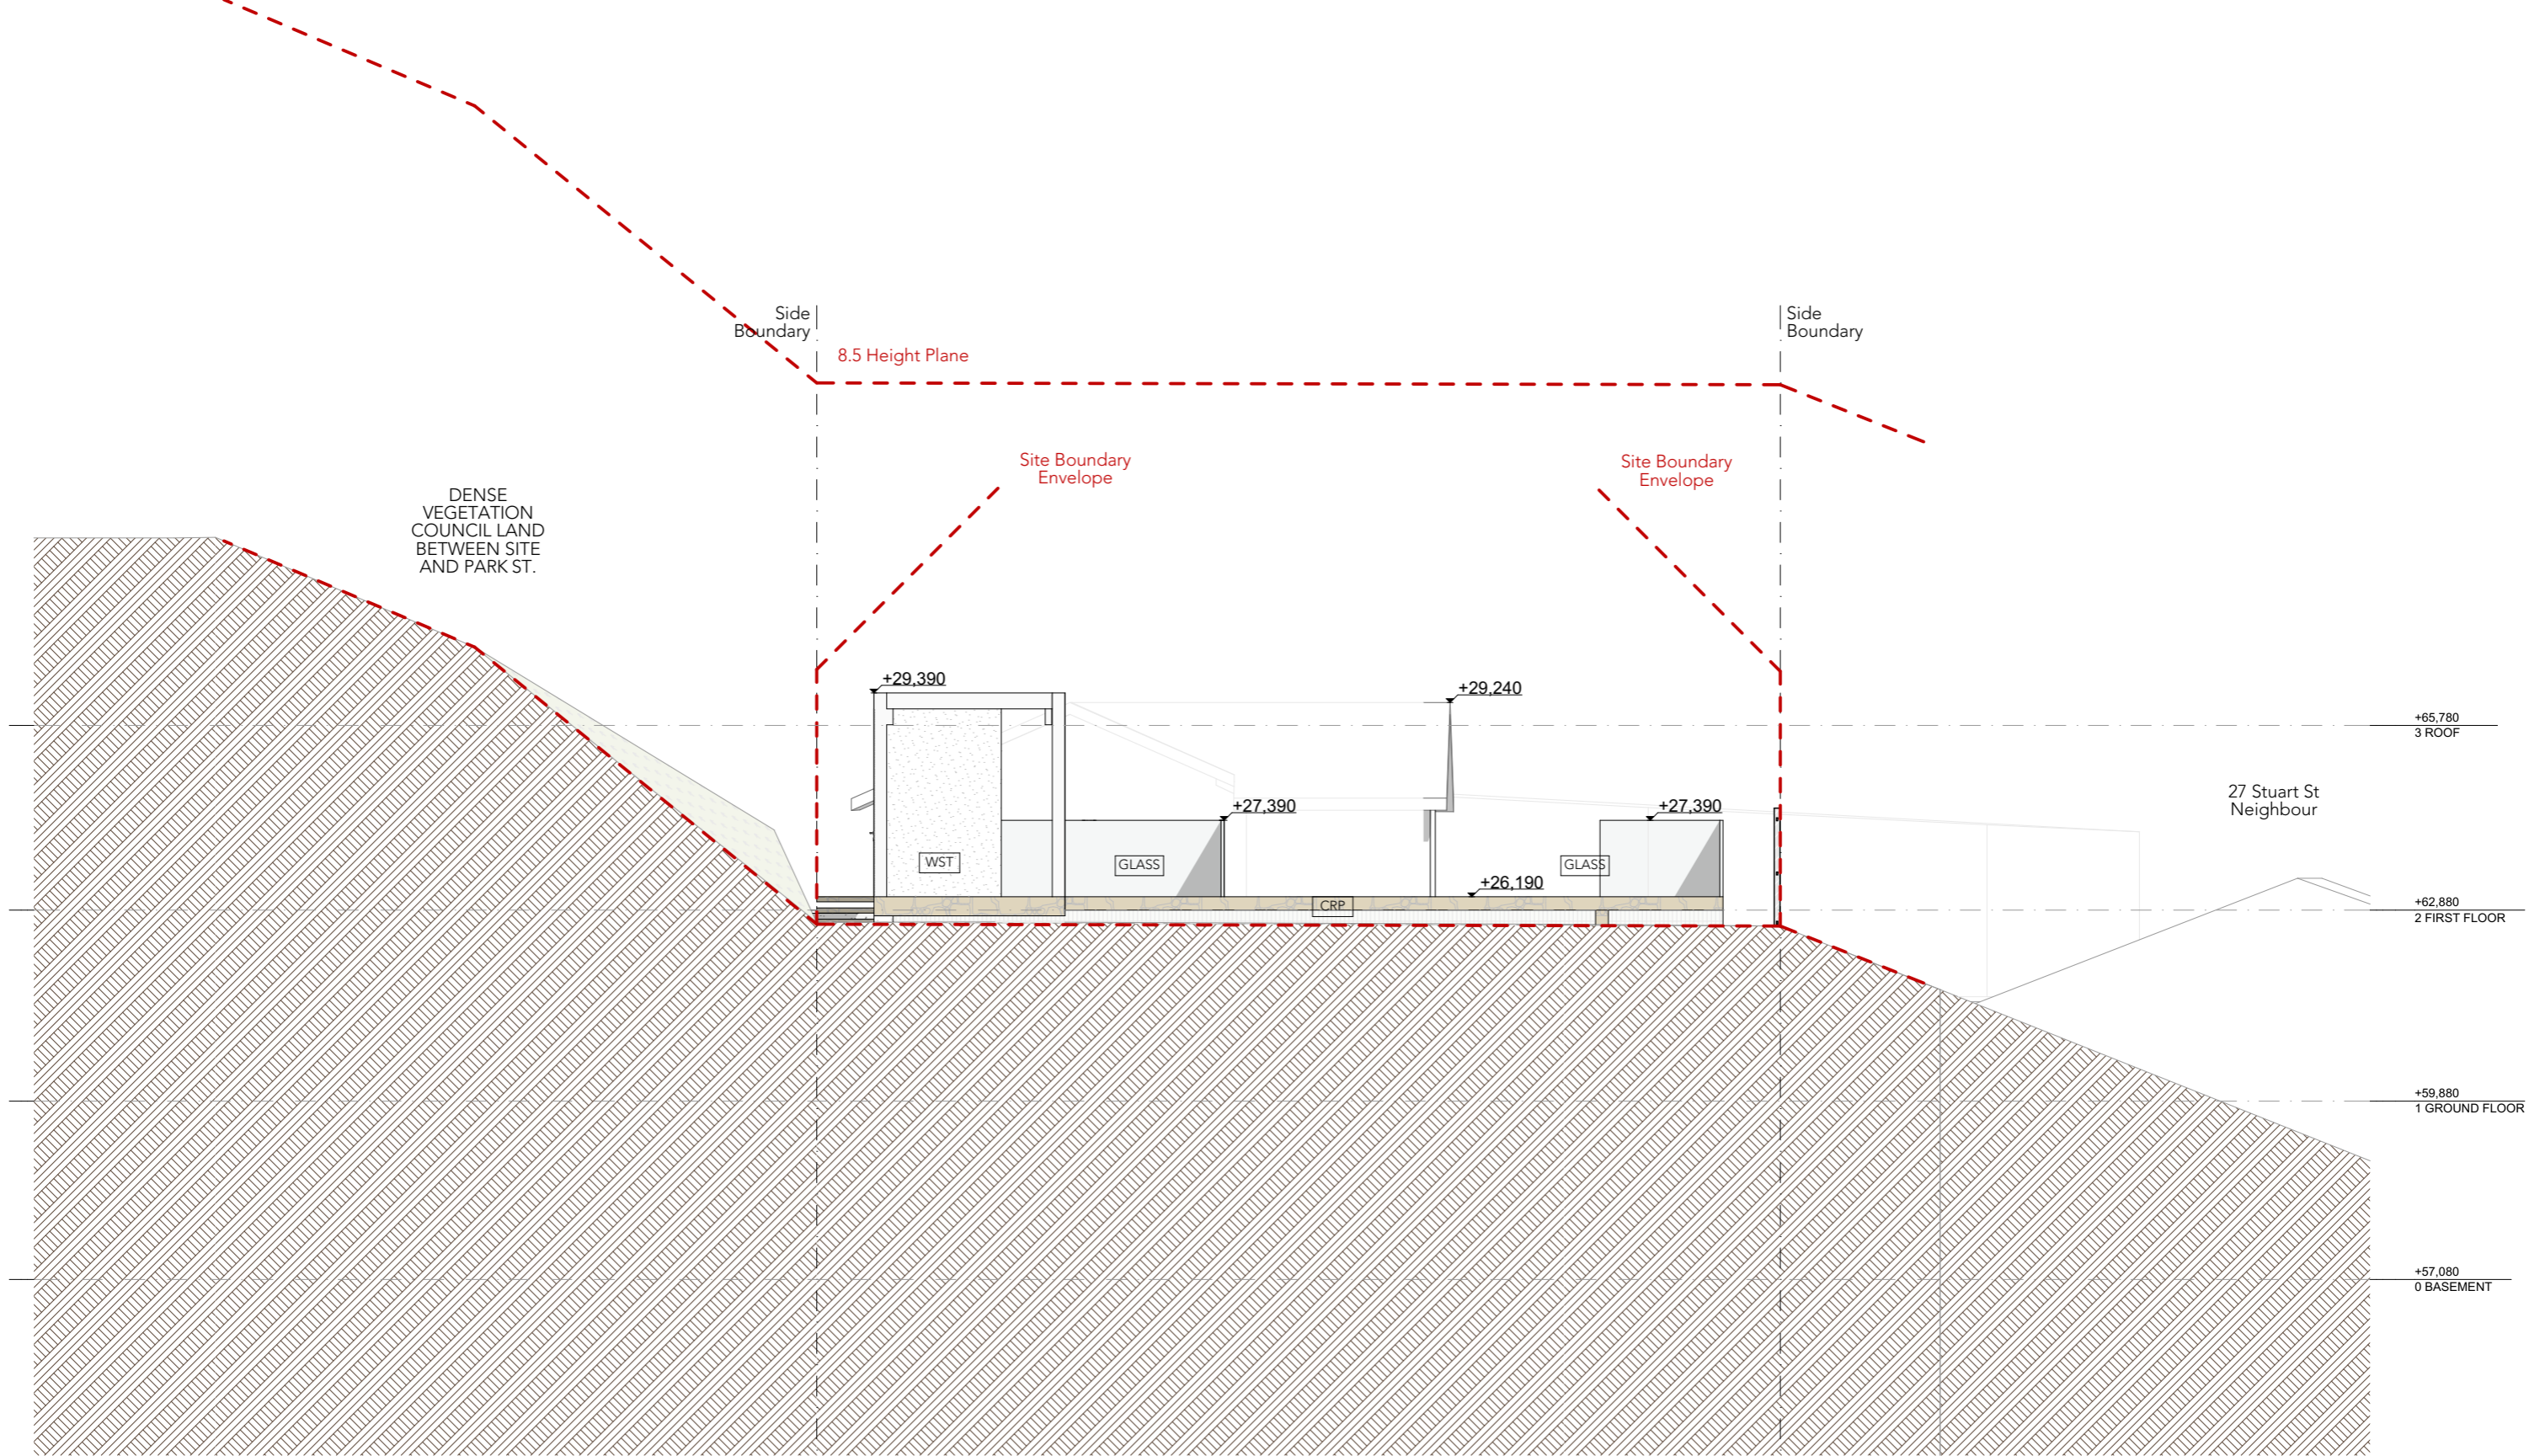 Side
Boundary
Side
Boundary
8.5 Height Plane
Site Boundary
Envelope
Site Boundary
Envelope
DENSE
VEGETATION
COUNCIL LAND
BETWEEN SITE
AND PARK ST.
+29,390
+29,240
+65,780
3 ROOF
27 Stuart St
Neighbour
+27,390
+27,390
WST
GLASS
GLASS
+26,190
CRP
+62,880
2 FIRST FLOOR
+59,880
1 GROUND FLOOR
+57,080
0 BASEMENT